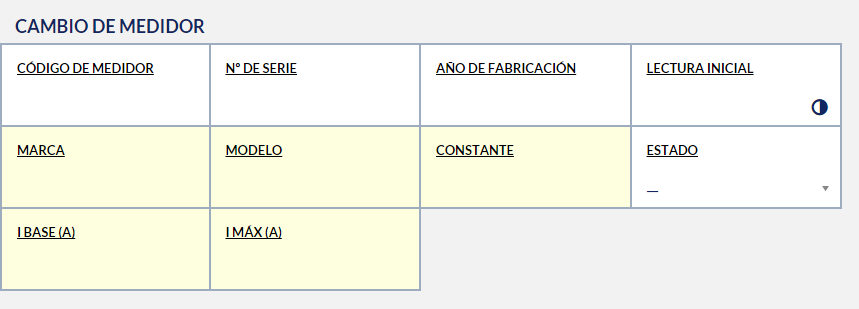 CAMBIO DE MEDIDOR
CÓDIGO DE MEDIDOR
N° DE SERIE
AÑO DE FABRICACIÓN
LECTURA INICIAL
MARCA
MODELO
CONSTANTE
ESTADO
—
I BASE (A)
I MÁX (A)